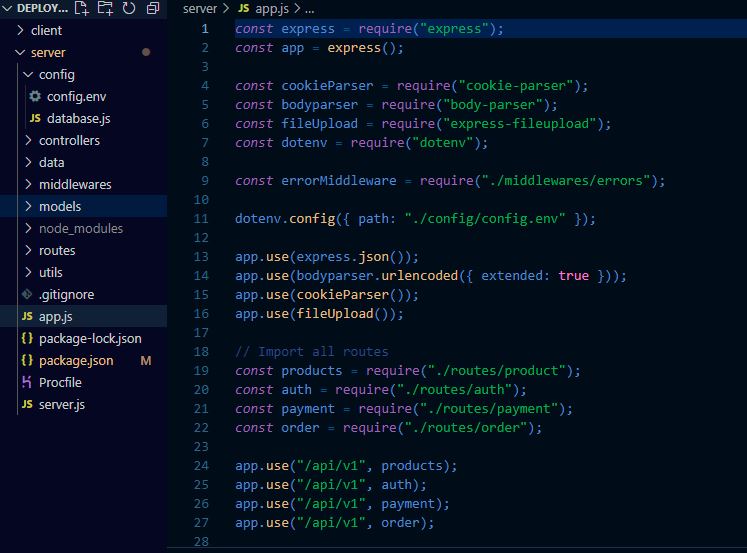 DEPLOY...
client
server
config
config.env
JS database.js
controllers
data
middlewares
models
node_modules
routes
utils
.gitignore
JS app.js
{} package-lock.json
{} package.json M
Procfile
JS server.js
server > JS app.js > ...
1 const express = require("express");
2 const app = express();
3
4 const cookieParser = require("cookie-parser");
5 const bodyparser = require("body-parser");
6 const fileUpload = require("express-fileupload");
7 const dotenv = require("dotenv");
8
9 const errorMiddleware = require("./middlewares/errors");
10
11 dotenv.config({ path: "./config/config.env" });
12
13 app.use(express.json());
14 app.use(bodyparser.urlencoded({ extended: true }));
15 app.use(cookieParser());
16 app.use(fileUpload());
17
18 // Import all routes
19 const products = require("./routes/product");
20 const auth = require("./routes/auth");
21 const payment = require("./routes/payment");
22 const order = require("./routes/order");
23
24 app.use("/api/v1", products);
25 app.use("/api/v1", auth);
26 app.use("/api/v1", payment);
27 app.use("/api/v1", order);
28